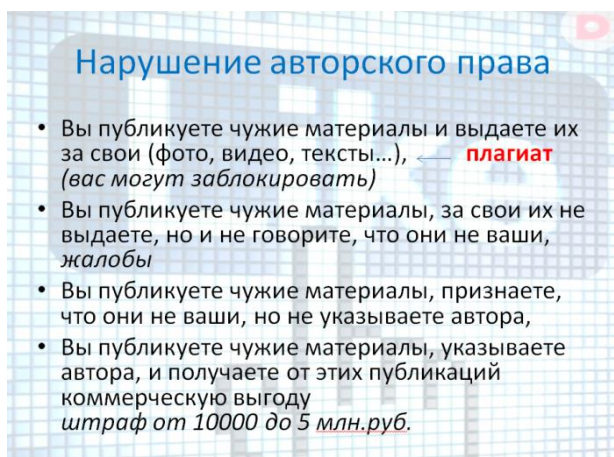 Нарушение авторского права
• Вы публикуете чужие материалы и выдаете их
за свои (фото, видео, тексты…), плагиат
(вас могут заблокировать)
• Вы публикуете чужие материалы, за свои их не
выдаете, но и не говорите, что они не ваши,
жалобы
• Вы публикуете чужие материалы, признаете,
что они не ваши, но не указываете автора,
• Вы публикуете чужие материалы, указываете
автора, и получаете от этих публикаций
коммерческую выгоду
штраф от 10000 до 5 млн.руб.